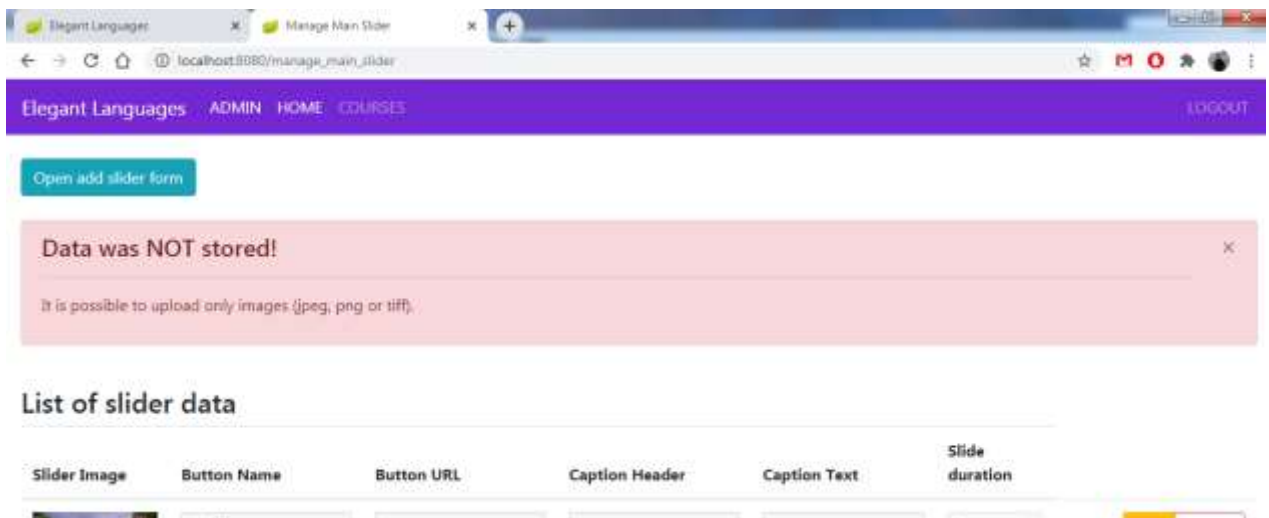 Elegant Languages Manage Main Slider
localhost:8080/manage_main_slider
Elegant Languages ADMIN HOME COURSES LOGOUT
Open add slider form
Data was NOT stored! ×
It is possible to upload only images (jpeg, png or tiff).
List of slider data
Slide
Slider Image Button Name Button URL Caption Header Caption Text duration